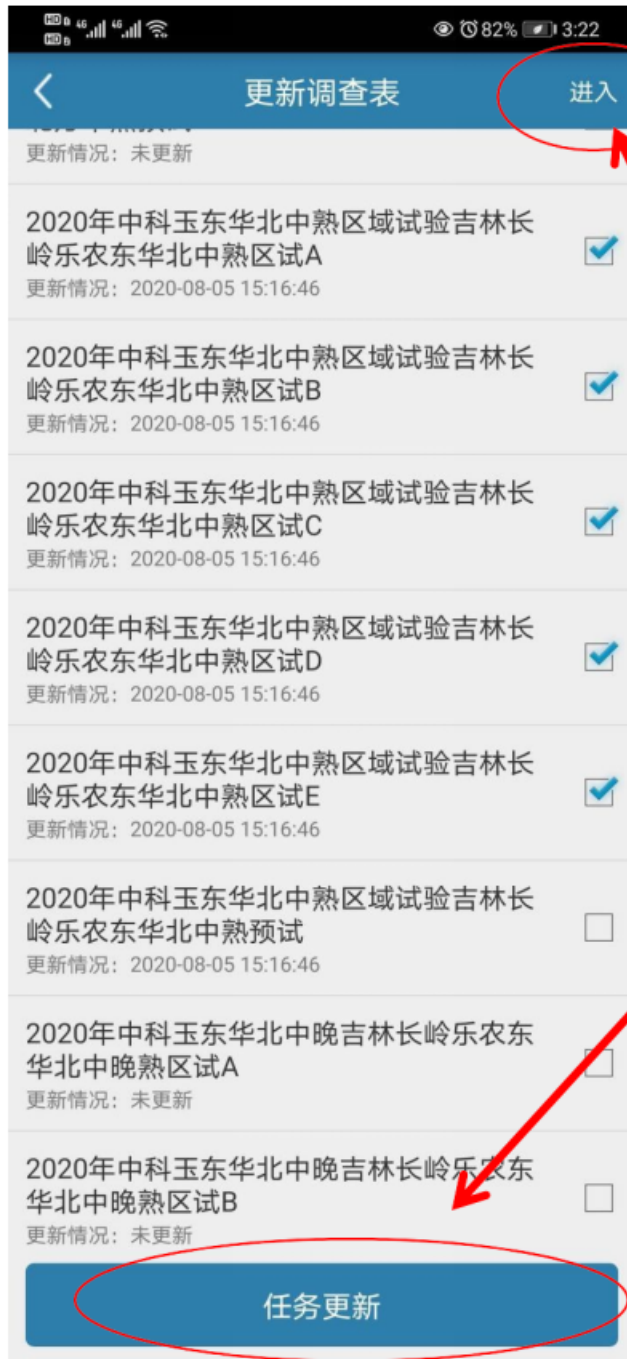 82% 3:22
更新调查表 进入
更新情况：未更新
2020年中科玉东华北中熟区域试验吉林长
岭乐农东华北中熟区试A
更新情况：2020-08-05 15:16:46
2020年中科玉东华北中熟区域试验吉林长
岭乐农东华北中熟区试B
更新情况：2020-08-05 15:16:46
2020年中科玉东华北中熟区域试验吉林长
岭乐农东华北中熟区试C
更新情况：2020-08-05 15:16:46
2020年中科玉东华北中熟区域试验吉林长
岭乐农东华北中熟区试D
更新情况：2020-08-05 15:16:46
2020年中科玉东华北中熟区域试验吉林长
岭乐农东华北中熟区试E
更新情况：2020-08-05 15:16:46
2020年中科玉东华北中熟区域试验吉林长
岭乐农东华北中熟预试
更新情况：2020-08-05 15:16:46
2020年中科玉东华北中晚吉林长岭乐农东
华北中晚熟区试A
更新情况：未更新
2020年中科玉东华北中晚吉林长岭乐农东
华北中晚熟区试B
更新情况：未更新
任务更新